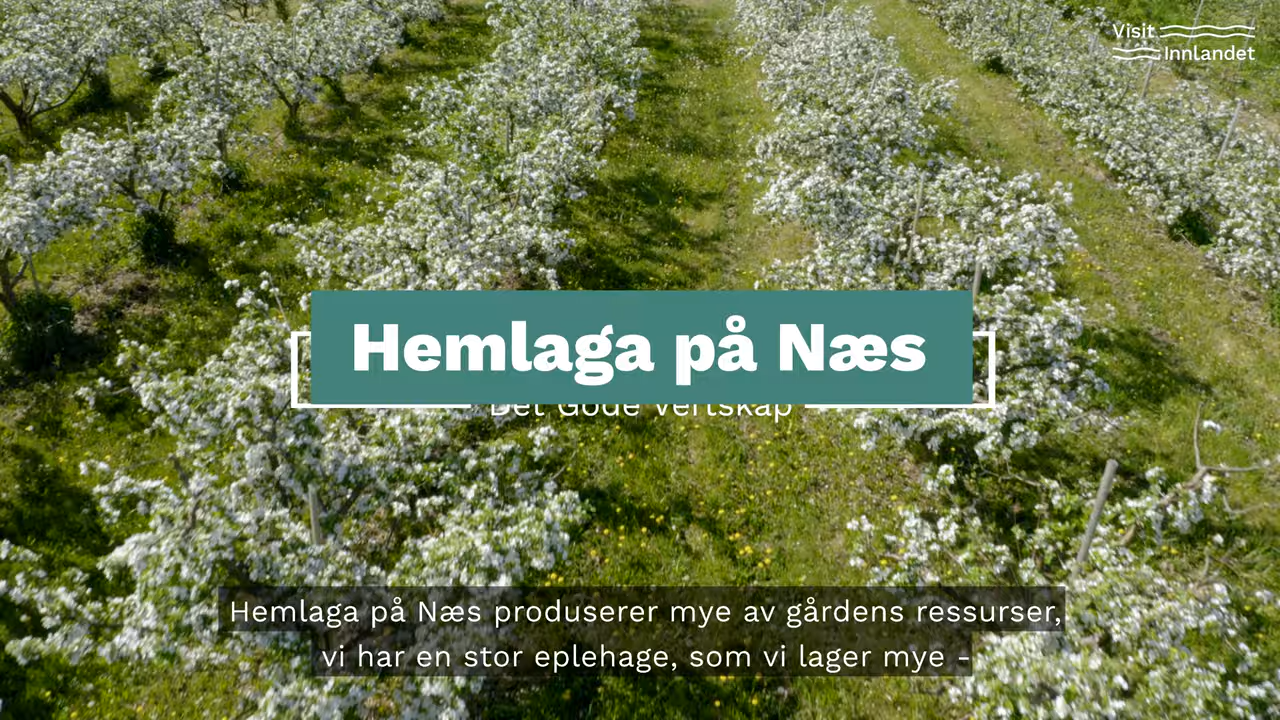 Visit
Innlandet
Hemlaga på Næs
Det Gode Vertskap
Hemlaga på Næs produserer mye av gårdens ressurser,
vi har en stor eplehage, som vi lager mye -